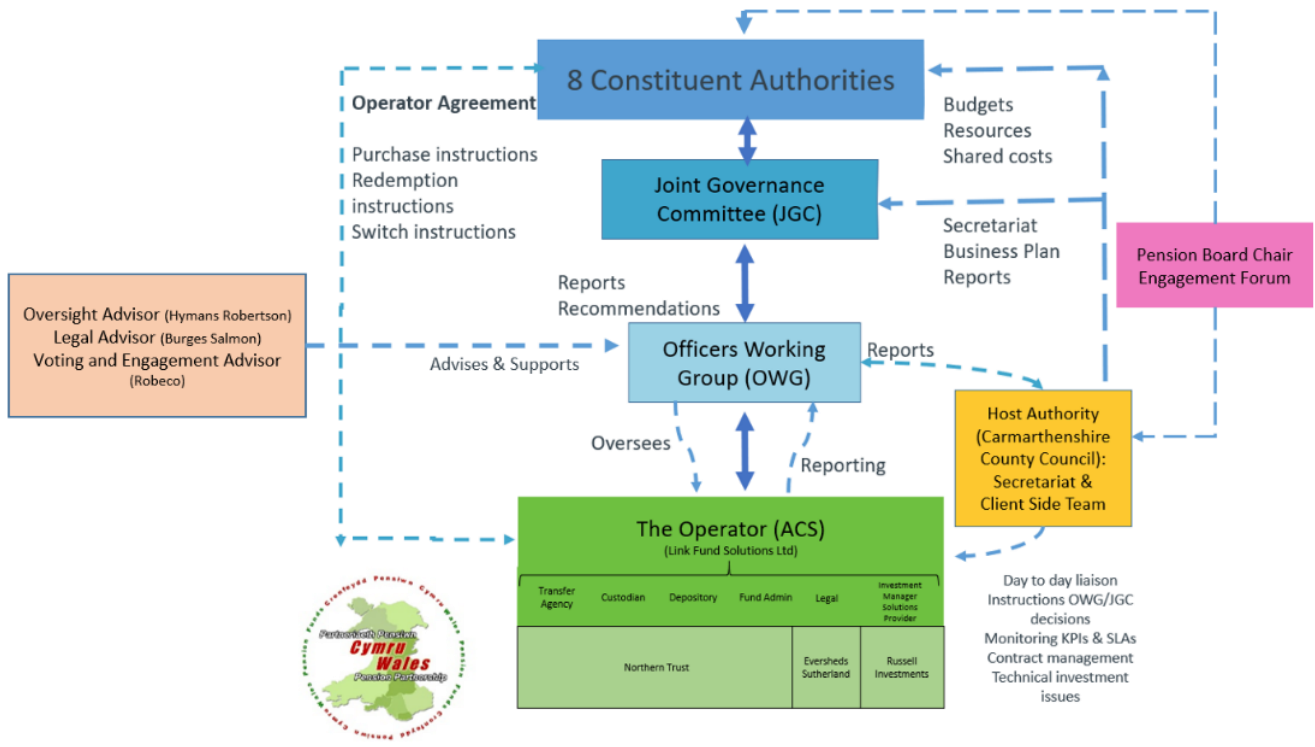 8 Constituent Authorities
Operator Agreement
Purchase instructions
Redemption
instructions
Switch instructions
Budgets
Resources
Shared costs
Joint Governance
Committee (JGC)
Secretariat
Business Plan
Reports
Pension Board Chair
Engagement Forum
Oversight Advisor (Hymans Robertson)
Legal Advisor (Burges Salmon)
Voting and Engagement Advisor
(Robeco)
Advises & Supports
Reports
Recommendations
Officers Working
Group (OWG)
Reports
Host Authority
(Carmarthenshire
County Council):
Secretariat &
Client Side Team
Oversees
Reporting
The Operator (ACS)
(Link Fund Solutions Ltd)
Transfer
Agency
Custodian
Depository
Fund Admin
Legal
Investment
Manager
Solutions
Provider
Northern Trust
Eversheds
Sutherland
Russell
Investments
Day to day liaison
Instructions OWG/JGC
decisions
Monitoring KPIs & SLAs
Contract management
Technical investment
issues
Partneriaeth Pensiwn
Cymru
Wales
Pension Partnership